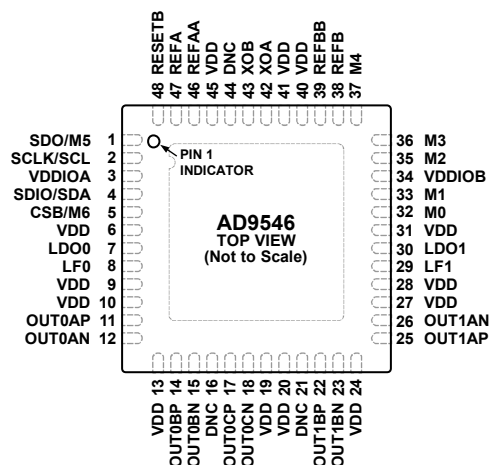 48 RESETB
47 REFA
46 REFAA
45 VDD
44 DNC
43 XOB
42 XOA
41 VDD
40 VDD
39 REFBB
38 REFB
37 M4
SDO/M5 1
SCLK/SCL 2
VDDIOA 3
SDIO/SDA 4
CSB/M6 5
VDD 6
LDO0 7
LF0 8
VDD 9
VDD 10
OUT0AP 11
OUT0AN 12
PIN 1
INDICATOR
AD9546
TOP VIEW
(Not to Scale)
36 M3
35 M2
34 VDDIOB
33 M1
32 M0
31 VDD
30 LDO1
29 LF1
28 VDD
27 VDD
26 OUT1AN
25 OUT1AP
VDD 13
OUT0BP 14
OUT0BN 15
DNC 16
OUT0CP 17
OUT0CN 18
VDD 19
VDD 20
DNC 21
OUT1BP 22
OUT1BN 23
VDD 24